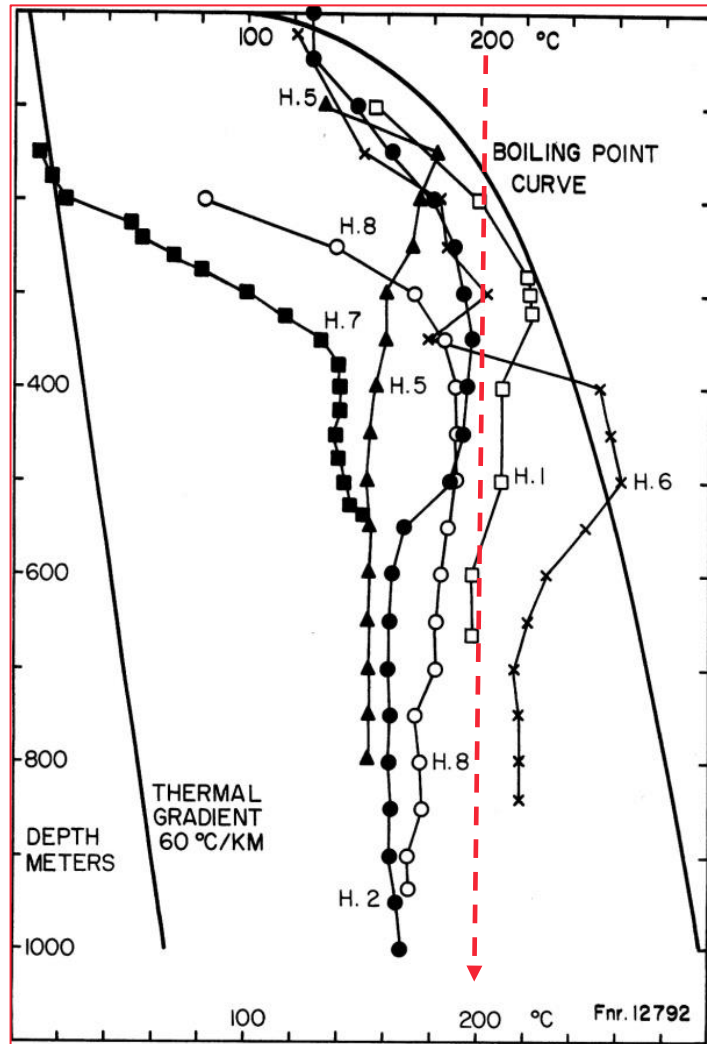 100 200 °C
H.5
BOILING POINT
CURVE
H.8
H.7
400
H.5
H.1
H.6
600
800
H.8
THERMAL
GRADIENT
60 °C/KM
DEPTH
METERS
H.2
1000
100 200 °C Fnr. 12792